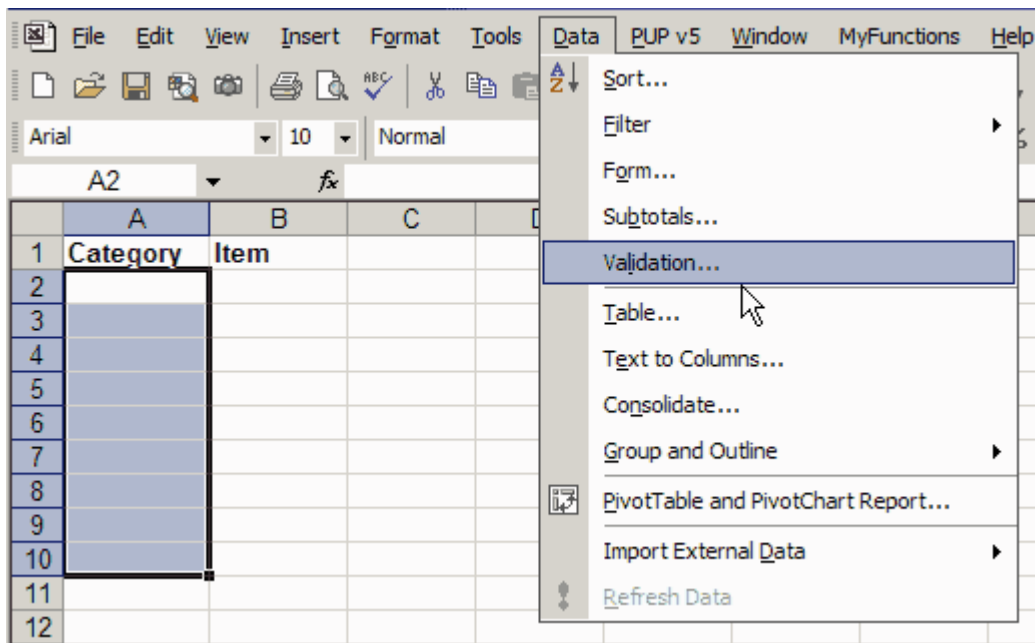 File Edit View Insert Format Tools Data PUP v5 Window MyFunctions Help
ABC
Arial 10 Normal
A2 fx
A B C
1 Category Item
2
3
4
5
6
7
8
9
10
11
12
A Z Sort...
Filter
Form...
Subtotals...
Validation...
Table...
Text to Columns...
Consolidate...
Group and Outline
PivotTable and PivotChart Report...
Import External Data
Refresh Data